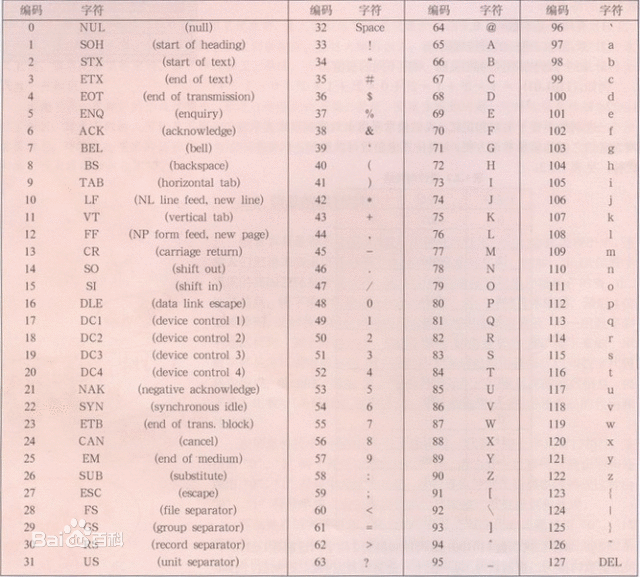 编码 字符 编码 字符 编码 字符 编码 字符
0 NUL (null) 32 Space 64 @ 96 `
1 SOH (start of heading) 33 ! 65 A 97 a
2 STX (start of text) 34 " 66 B 98 b
3 ETX (end of text) 35 # 67 C 99 c
4 EOT (end of transmission) 36 $ 68 D 100 d
5 ENQ (enquiry) 37 % 69 E 101 e
6 ACK (acknowledge) 38 & 70 F 102 f
7 BEL (bell) 39 ' 71 G 103 g
8 BS (backspace) 40 ( 72 H 104 h
9 TAB (horizontal tab) 41 ) 73 I 105 i
10 LF (NL line feed, new line) 42 * 74 J 106 j
11 VT (vertical tab) 43 + 75 K 107 k
12 FF (NP form feed, new page) 44 , 76 L 108 l
13 CR (carriage return) 45 - 77 M 109 m
14 SO (shift out) 46 . 78 N 110 n
15 SI (shift in) 47 / 79 O 111 o
16 DLE (data link escape) 48 0 80 P 112 p
17 DC1 (device control 1) 49 1 81 Q 113 q
18 DC2 (device control 2) 50 2 82 R 114 r
19 DC3 (device control 3) 51 3 83 S 115 s
20 DC4 (device control 4) 52 4 84 T 116 t
21 NAK (negative acknowledge) 53 5 85 U 117 u
22 SYN (synchronous idle) 54 6 86 V 118 v
23 ETB (end of trans. block) 55 7 87 W 119 w
24 CAN (cancel) 56 8 88 X 120 x
25 EM (end of medium) 57 9 89 Y 121 y
26 SUB (substitute) 58 : 90 Z 122 z
27 ESC (escape) 59 ; 91 [ 123 {
28 FS (file separator) 60 < 92 \ 124 |
29 GS (group separator) 61 = 93 ] 125 }
30 RS (record separator) 62 > 94 ^ 126 ~
31 US (unit separator) 63 ? 95 _ 127 DEL
Bai百科